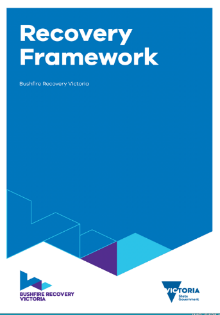 Recovery
Framework
Bushfire Recovery Victoria
BUSHFIRE RECOVERY
VICTORIA
VICTORIA
State
Government